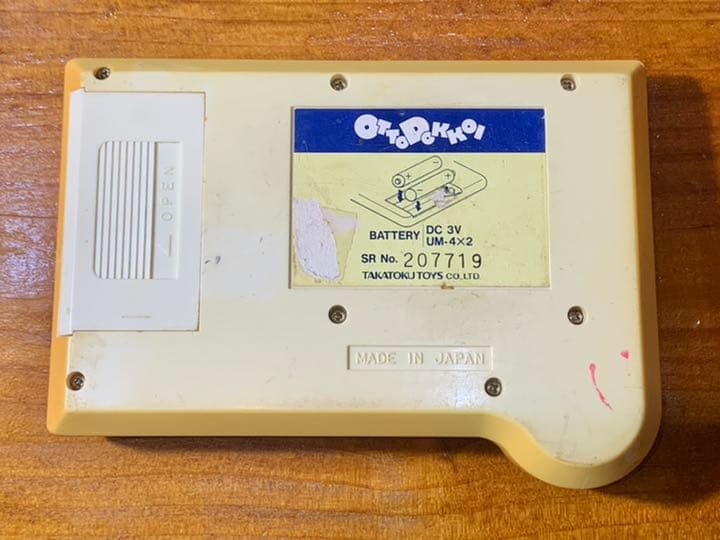 OTTODOKKOI
BATTERY DC 3V
UM-4×2
SR No. 207719
TAKATOKU TOYS CO.,LTD.
OPEN
MADE IN JAPAN